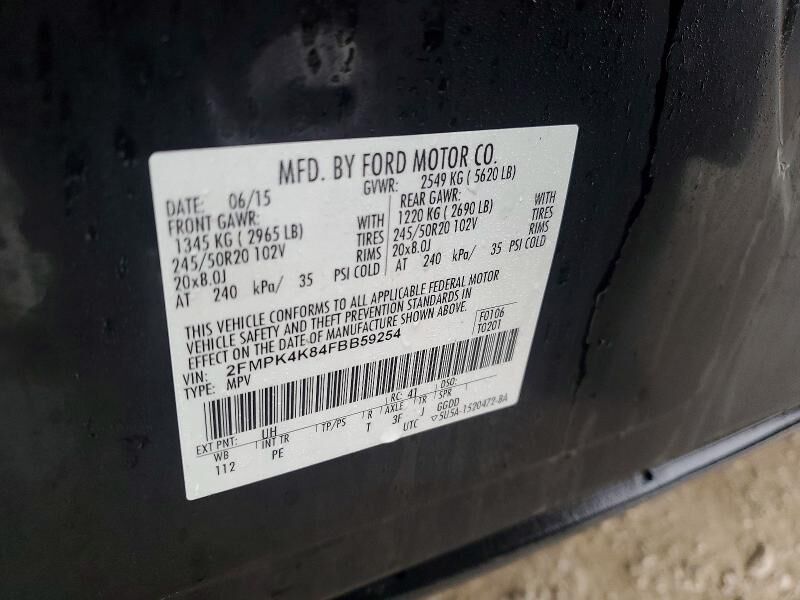 MFD. BY FORD MOTOR CO.
DATE: 06/15 GVWR: 2549 KG ( 5620 LB)
FRONT GAWR: REAR GAWR:
1345 KG ( 2965 LB) WITH 1220 KG ( 2690 LB) WITH
245/50R20 102V TIRES 245/50R20 102V TIRES
20x8.0J RIMS 20x8.0J RIMS
AT 240 kPa/ 35 PSI COLD AT 240 kPa/ 35 PSI COLD
THIS VEHICLE CONFORMS TO ALL APPLICABLE FEDERAL MOTOR
VEHICLE SAFETY AND THEFT PREVENTION STANDARDS IN
EFFECT ON THE DATE OF MANUFACTURE SHOWN ABOVE.
F0106
T0201
VIN: 2FMPK4K84FBB59254
TYPE: MPV
RC: 41 DSO:
EXT PNT: UH
WB INT TR TP/PS R AXLE TR SPR
112 PE T 3F J GGDD
UTC ▽5U5A-1520472-BA